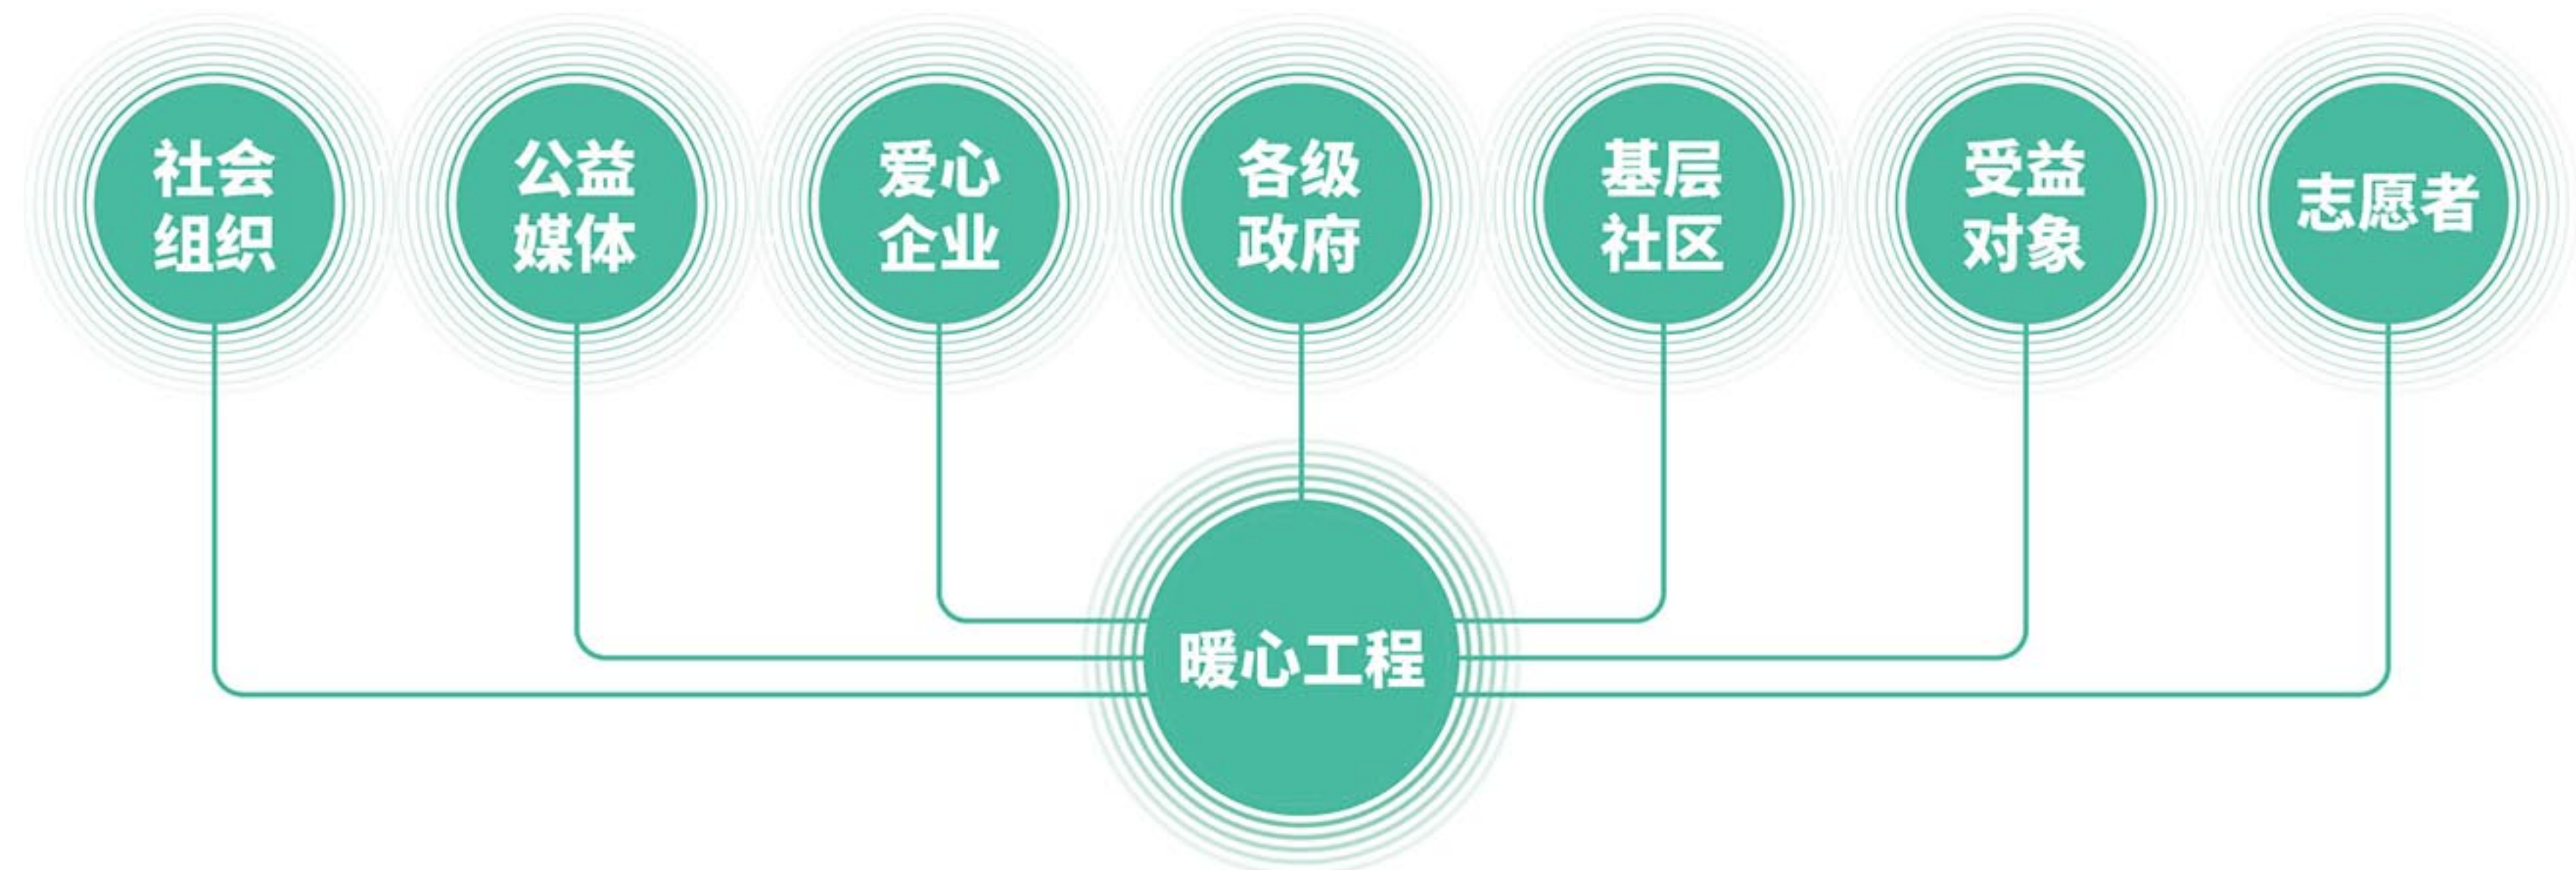 社会
组织
公益
媒体
爱心
企业
各级
政府
基层
社区
受益
对象
志愿者
暖心工程